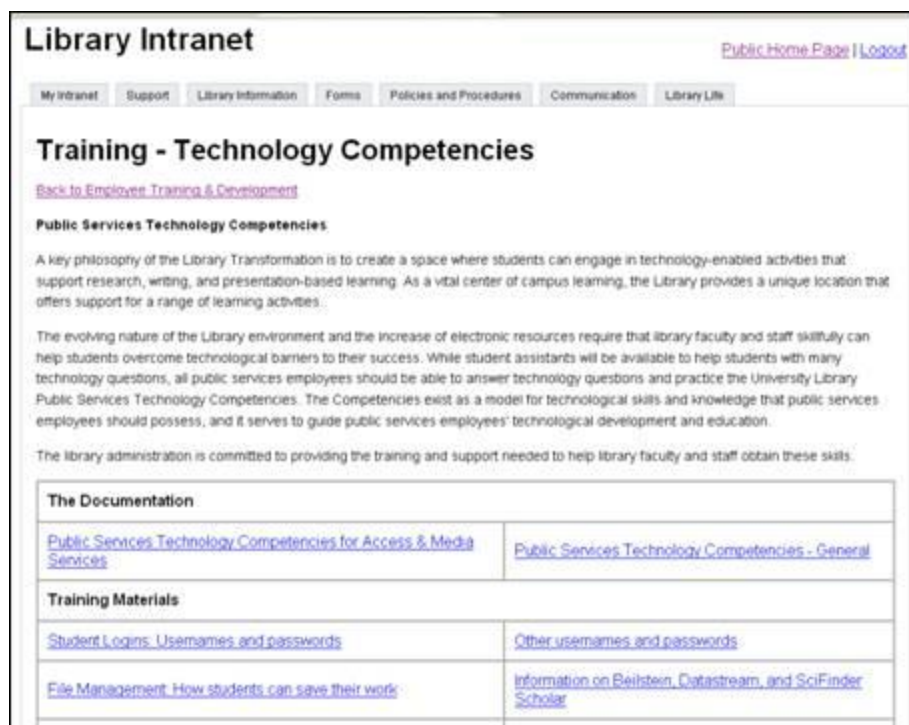 Library Intranet
Public Home Page | Logout
My Intranet Support Library Information Forms Policies and Procedures Communication Library Life
Training - Technology Competencies
Back to Employee Training & Development
Public Services Technology Competencies
A key philosophy of the Library Transformation is to create a space where students can engage in technology-enabled activities that
support research, writing, and presentation-based learning. As a vital center of campus learning, the Library provides a unique location that
offers support for a range of learning activities.
The evolving nature of the Library environment and the increase of electronic resources require that library faculty and staff skillfully can
help students overcome technological barriers to their success. While student assistants will be available to help students with many
technology questions, all public services employees should be able to answer technology questions and practice the University Library
Public Services Technology Competencies. The Competencies exist as a model for technological skills and knowledge that public services
employees should possess, and it serves to guide public services employees' technological development and education.
The library administration is committed to providing the training and support needed to help library faculty and staff obtain these skills.
The Documentation
Public Services Technology Competencies for Access & Media
Services
Public Services Technology Competencies - General
Training Materials
Student Logins: Usernames and passwords
Other usernames and passwords
File Management: How students can save their work
Information on Beilstein, Datastream, and SciFinder
Scholar